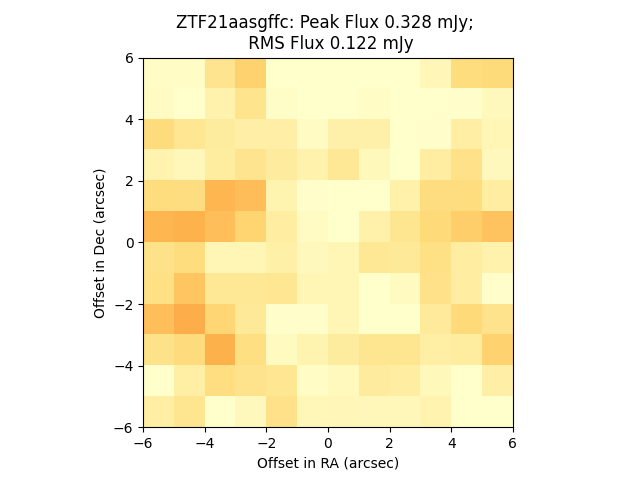 ZTF21aasgffc: Peak Flux 0.328 mJy;
RMS Flux 0.122 mJy
6
4
2
0
−2
−4
−6
Offset in Dec (arcsec)
−6 −4 −2 0 2 4 6
Offset in RA (arcsec)